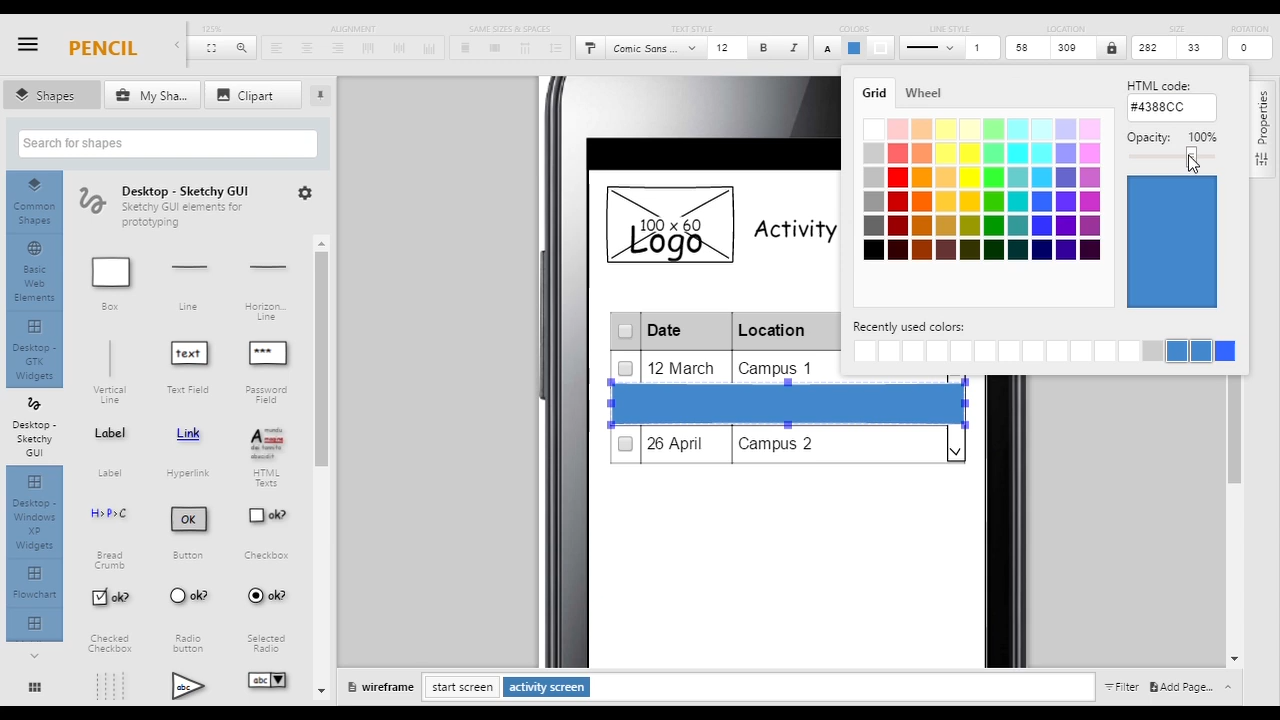 125%
ALIGNMENT
SAME SIZES & SPACES
TEXT STYLE
COLORS
LINE STYLE
LOCATION
SIZE
ROTATION
PENCIL
Comic Sans ...
12
B
I
A
1
58
309
282
33
0
Shapes
My Sha...
Clipart
Search for shapes
Common Shapes
Basic Web Elements
Desktop - GTK Widgets
Desktop - Sketchy GUI
Desktop - Windows XP Widgets
Flowchart
Desktop - Sketchy GUI
Sketchy GUI elements for
prototyping
Box
Line
Horizon... Line
text
***
Vertical Line
Text Field
Password Field
Label
Link
Label
Hyperlink
HTML Texts
H>P>C
OK
ok?
Bread Crumb
Button
Checkbox
ok?
ok?
ok?
Checked Checkbox
Radio button
Selected Radio
abc
abc
100 x 60
Logo
Activity
Date
Location
12 March
Campus 1
26 April
Campus 2
Grid
Wheel
HTML code:
#4388CC
Opacity:
100%
Recently used colors:
Properties
wireframe
start screen
activity screen
Filter
Add Page...